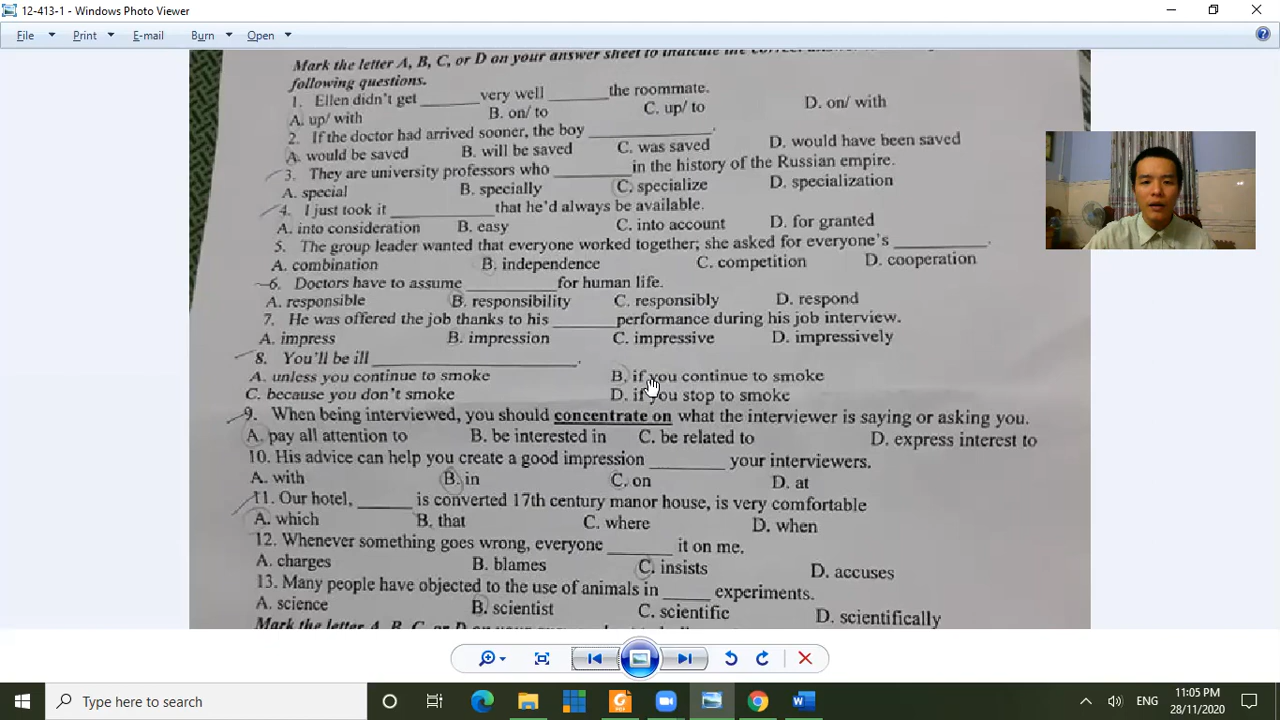 12-413-1 - Windows Photo Viewer
File Print E-mail Burn Open
Mark the letter A, B, C, or D on your answer sheet to indicate the correct answer
following questions.
1. Ellen didn't get _______ very well _______ the roommate.
A. up/ with B. on/ to C. up/ to D. on/ with
2. If the doctor had arrived sooner, the boy ______________.
A. would be saved B. will be saved C. was saved D. would have been saved
3. They are university professors who _________ in the history of the Russian empire.
A. special B. specially C. specialize D. specialization
4. I just took it ____________ that he'd always be available.
A. into consideration B. easy C. into account D. for granted
5. The group leader wanted that everyone worked together; she asked for everyone's ___________.
A. combination B. independence C. competition D. cooperation
6. Doctors have to assume __________ for human life.
A. responsible B. responsibility C. responsibly D. respond
7. He was offered the job thanks to his _______ performance during his job interview.
A. impress B. impression C. impressive D. impressively
8. You'll be ill ______________________.
A. unless you continue to smoke B. if you continue to smoke
C. because you don't smoke D. if you stop to smoke
9. When being interviewed, you should concentrate on what the interviewer is saying or asking you.
A. pay all attention to B. be interested in C. be related to D. express interest to
10. His advice can help you create a good impression ________ your interviewers.
A. with B. in C. on D. at
11. Our hotel, ______ is converted 17th century manor house, is very comfortable
A. which B. that C. where D. when
12. Whenever something goes wrong, everyone _______ it on me.
A. charges B. blames C. insists D. accuses
13. Many people have objected to the use of animals in _____ experiments.
A. science B. scientist C. scientific D. scientifically
Mark the letter A, B, C, or D on your answer sheet to
Type here to search
ENG
11:05 PM
28/11/2020